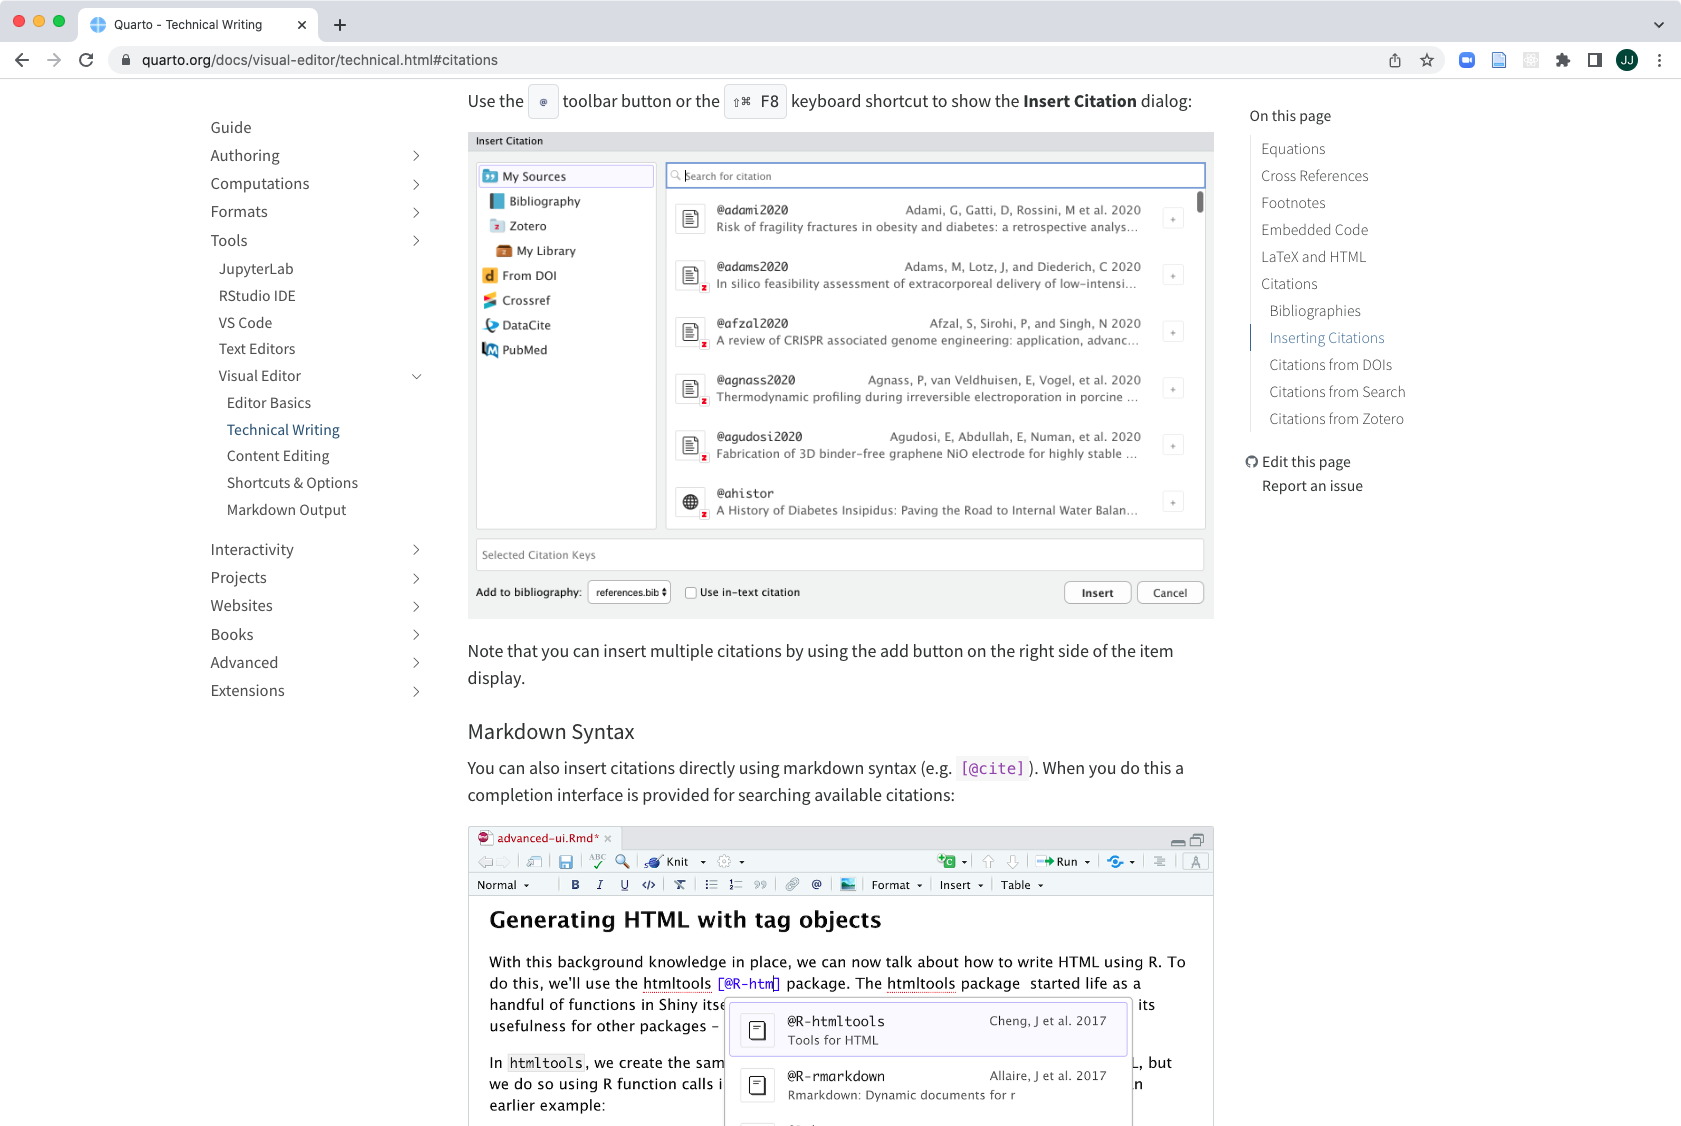 Quarto - Technical Writing
quarto.org/docs/visual-editor/technical.html#citations
JJ
Guide
Authoring
Computations
Formats
Tools
JupyterLab
RStudio IDE
VS Code
Text Editors
Visual Editor
Editor Basics
Technical Writing
Content Editing
Shortcuts & Options
Markdown Output
Interactivity
Projects
Websites
Books
Advanced
Extensions
Use the @ toolbar button or the ⇧⌘ F8 keyboard shortcut to show the Insert Citation dialog:
Insert Citation
My Sources
Bibliography
Zotero
My Library
From DOI
Crossref
DataCite
PubMed
Search for citation
@adami2020 Adami, G, Gatti, D, Rossini, M et al. 2020
Risk of fragility fractures in obesity and diabetes: a retrospective analys...
@adams2020 Adams, M, Lotz, J, and Diederich, C 2020
In silico feasibility assessment of extracorporeal delivery of low-intensi...
@afzal2020 Afzal, S, Sirohi, P, and Singh, N 2020
A review of CRISPR associated genome engineering: application, advanc...
@agnass2020 Agnass, P, van Veldhuisen, E, Vogel, et al. 2020
Thermodynamic profiling during irreversible electroporation in porcine ...
@agudosi2020 Agudosi, E, Abdullah, E, Numan, et al. 2020
Fabrication of 3D binder-free graphene NiO electrode for highly stable ...
@ahistor
A History of Diabetes Insipidus: Paving the Road to Internal Water Balan...
Selected Citation Keys
Add to bibliography: references.bib Use in-text citation Insert Cancel
Note that you can insert multiple citations by using the add button on the right side of the item
display.
Markdown Syntax
You can also insert citations directly using markdown syntax (e.g. [@cite]). When you do this a
completion interface is provided for searching available citations:
advanced-ui.Rmd*
ABC Knit Run
Normal B I U </> @ Format Insert Table
Generating HTML with tag objects
With this background knowledge in place, we can now talk about how to write HTML using R. To
do this, we'll use the htmltools [@R-htm] package. The htmltools package started life as a
handful of functions in Shiny itse its
usefulness for other packages –
In htmltools, we create the sam L, but
we do so using R function calls i n
earlier example:
@R-htmltools Cheng, J et al. 2017
Tools for HTML
@R-rmarkdown Allaire, J et al. 2017
Rmarkdown: Dynamic documents for r
On this page
Equations
Cross References
Footnotes
Embedded Code
LaTeX and HTML
Citations
Bibliographies
Inserting Citations
Citations from DOIs
Citations from Search
Citations from Zotero
Edit this page
Report an issue